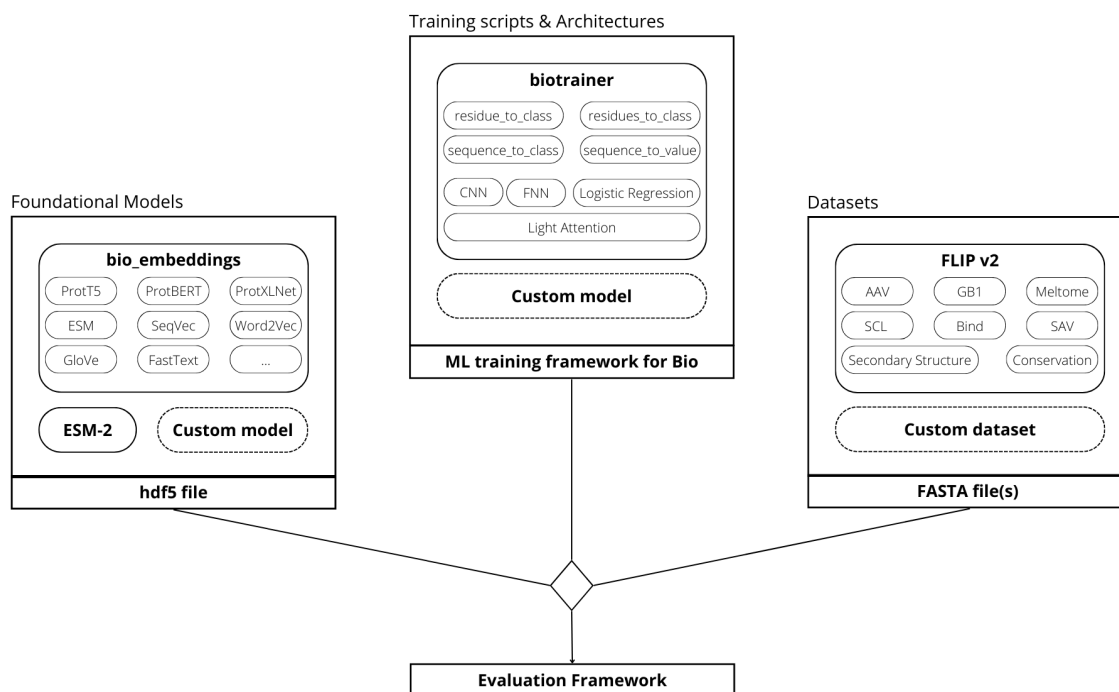 Training scripts & Architectures
biotrainer
residue_to_class
residues_to_class
sequence_to_class
sequence_to_value
CNN
FNN
Logistic Regression
Light Attention
Custom model
ML training framework for Bio
Foundational Models
bio_embeddings
ProtT5
ProtBERT
ProtXLNet
ESM
SeqVec
Word2Vec
GloVe
FastText
...
ESM-2
Custom model
hdf5 file
Datasets
FLIP v2
AAV
GB1
Meltome
SCL
Bind
SAV
Secondary Structure
Conservation
Custom dataset
FASTA file(s)
Evaluation Framework